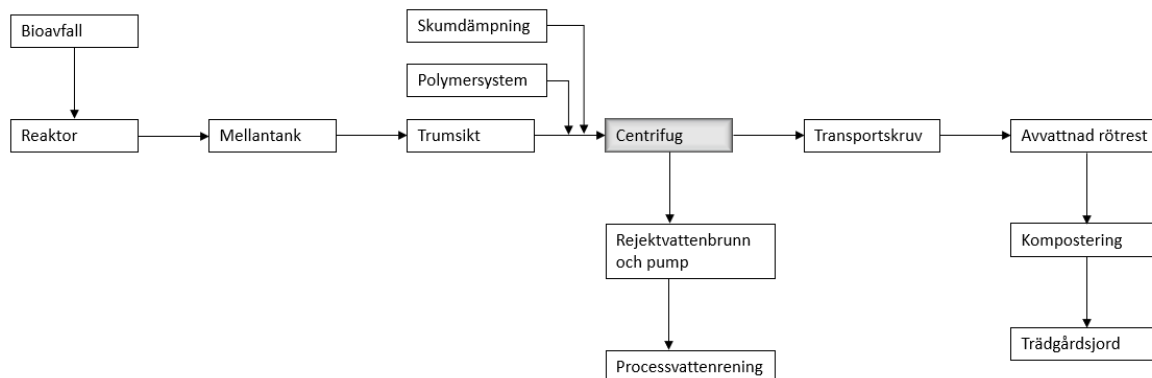 Bioavfall
Skumdämpning
Polymersystem
Reaktor
Mellantank
Trumsikt
Centrifug
Transportskruv
Avvattnad rötrest
Rejektvattenbrunn
och pump
Kompostering
Processvattenrening
Trädgårdsjord